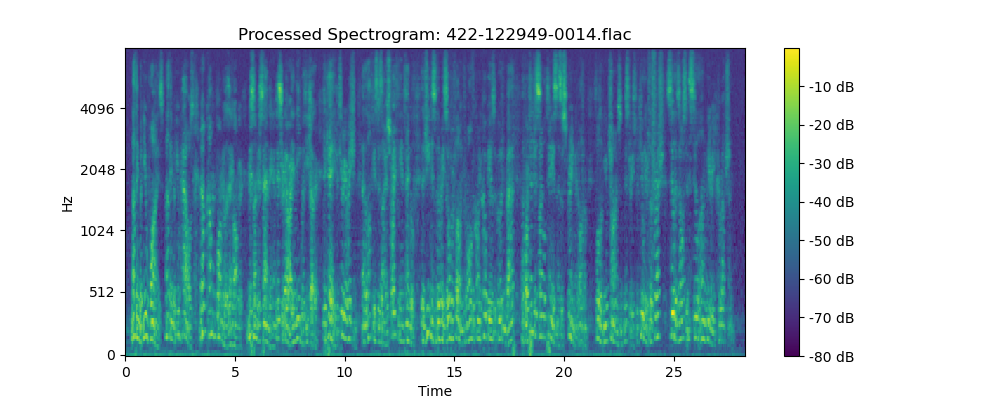 Processed Spectrogram: 422-122949-0014.flac
Hz
4096
2048
1024
512
0
0 5 10 15 20 25
Time
-10 dB
-20 dB
-30 dB
-40 dB
-50 dB
-60 dB
-70 dB
-80 dB